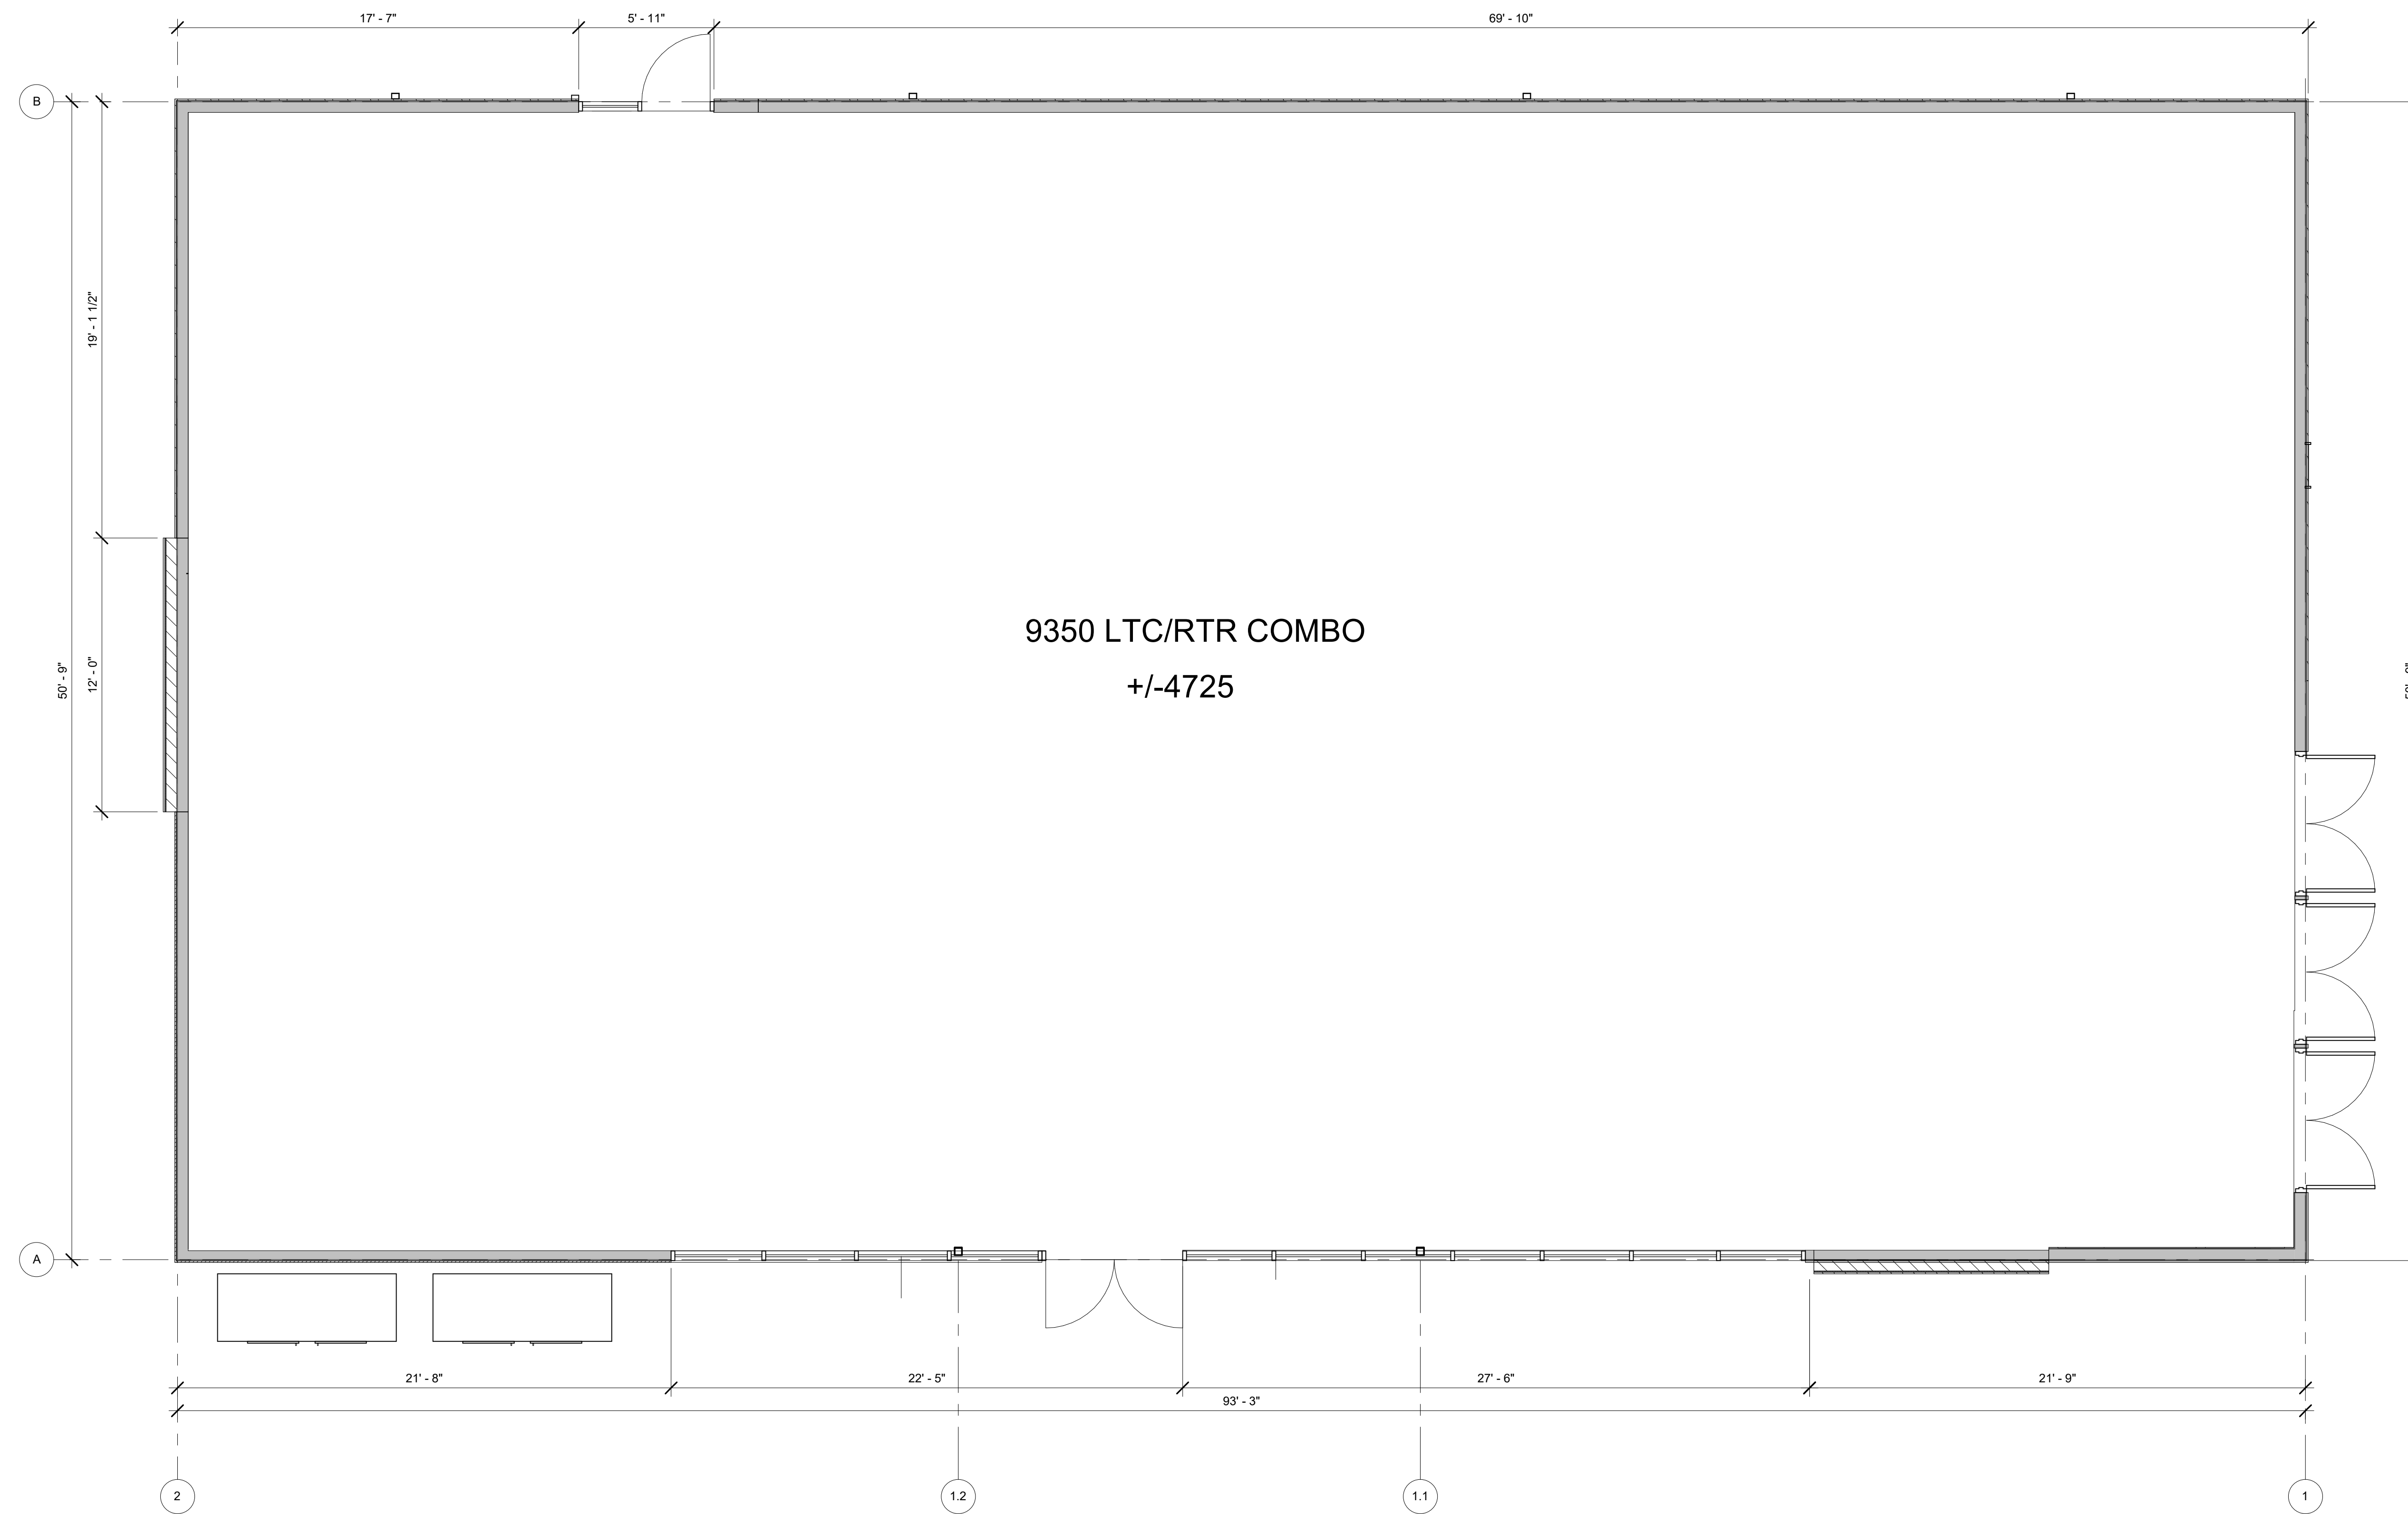 17' - 7"
5' - 11"
69' - 10"
B
19' - 1 1/2"
12' - 0"
50' - 9"
9350 LTC/RTR COMBO
+/-4725
A
21' - 8"
22' - 5"
27' - 6"
21' - 9"
93' - 3"
2
1.2
1.1
1